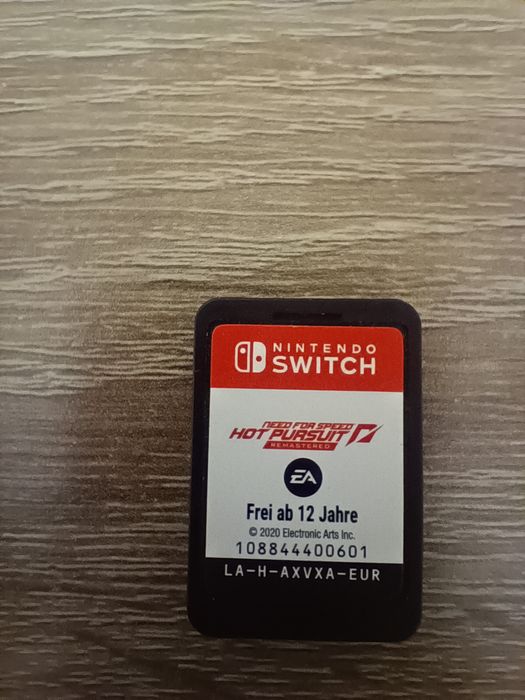 NINTENDO
SWITCH
NEED FOR SPEED
HOT PURSUIT
REMASTERED
EA
Frei ab 12 Jahre
© 2020 Electronic Arts Inc.
108844400601
LA-H-AXVXA-EUR